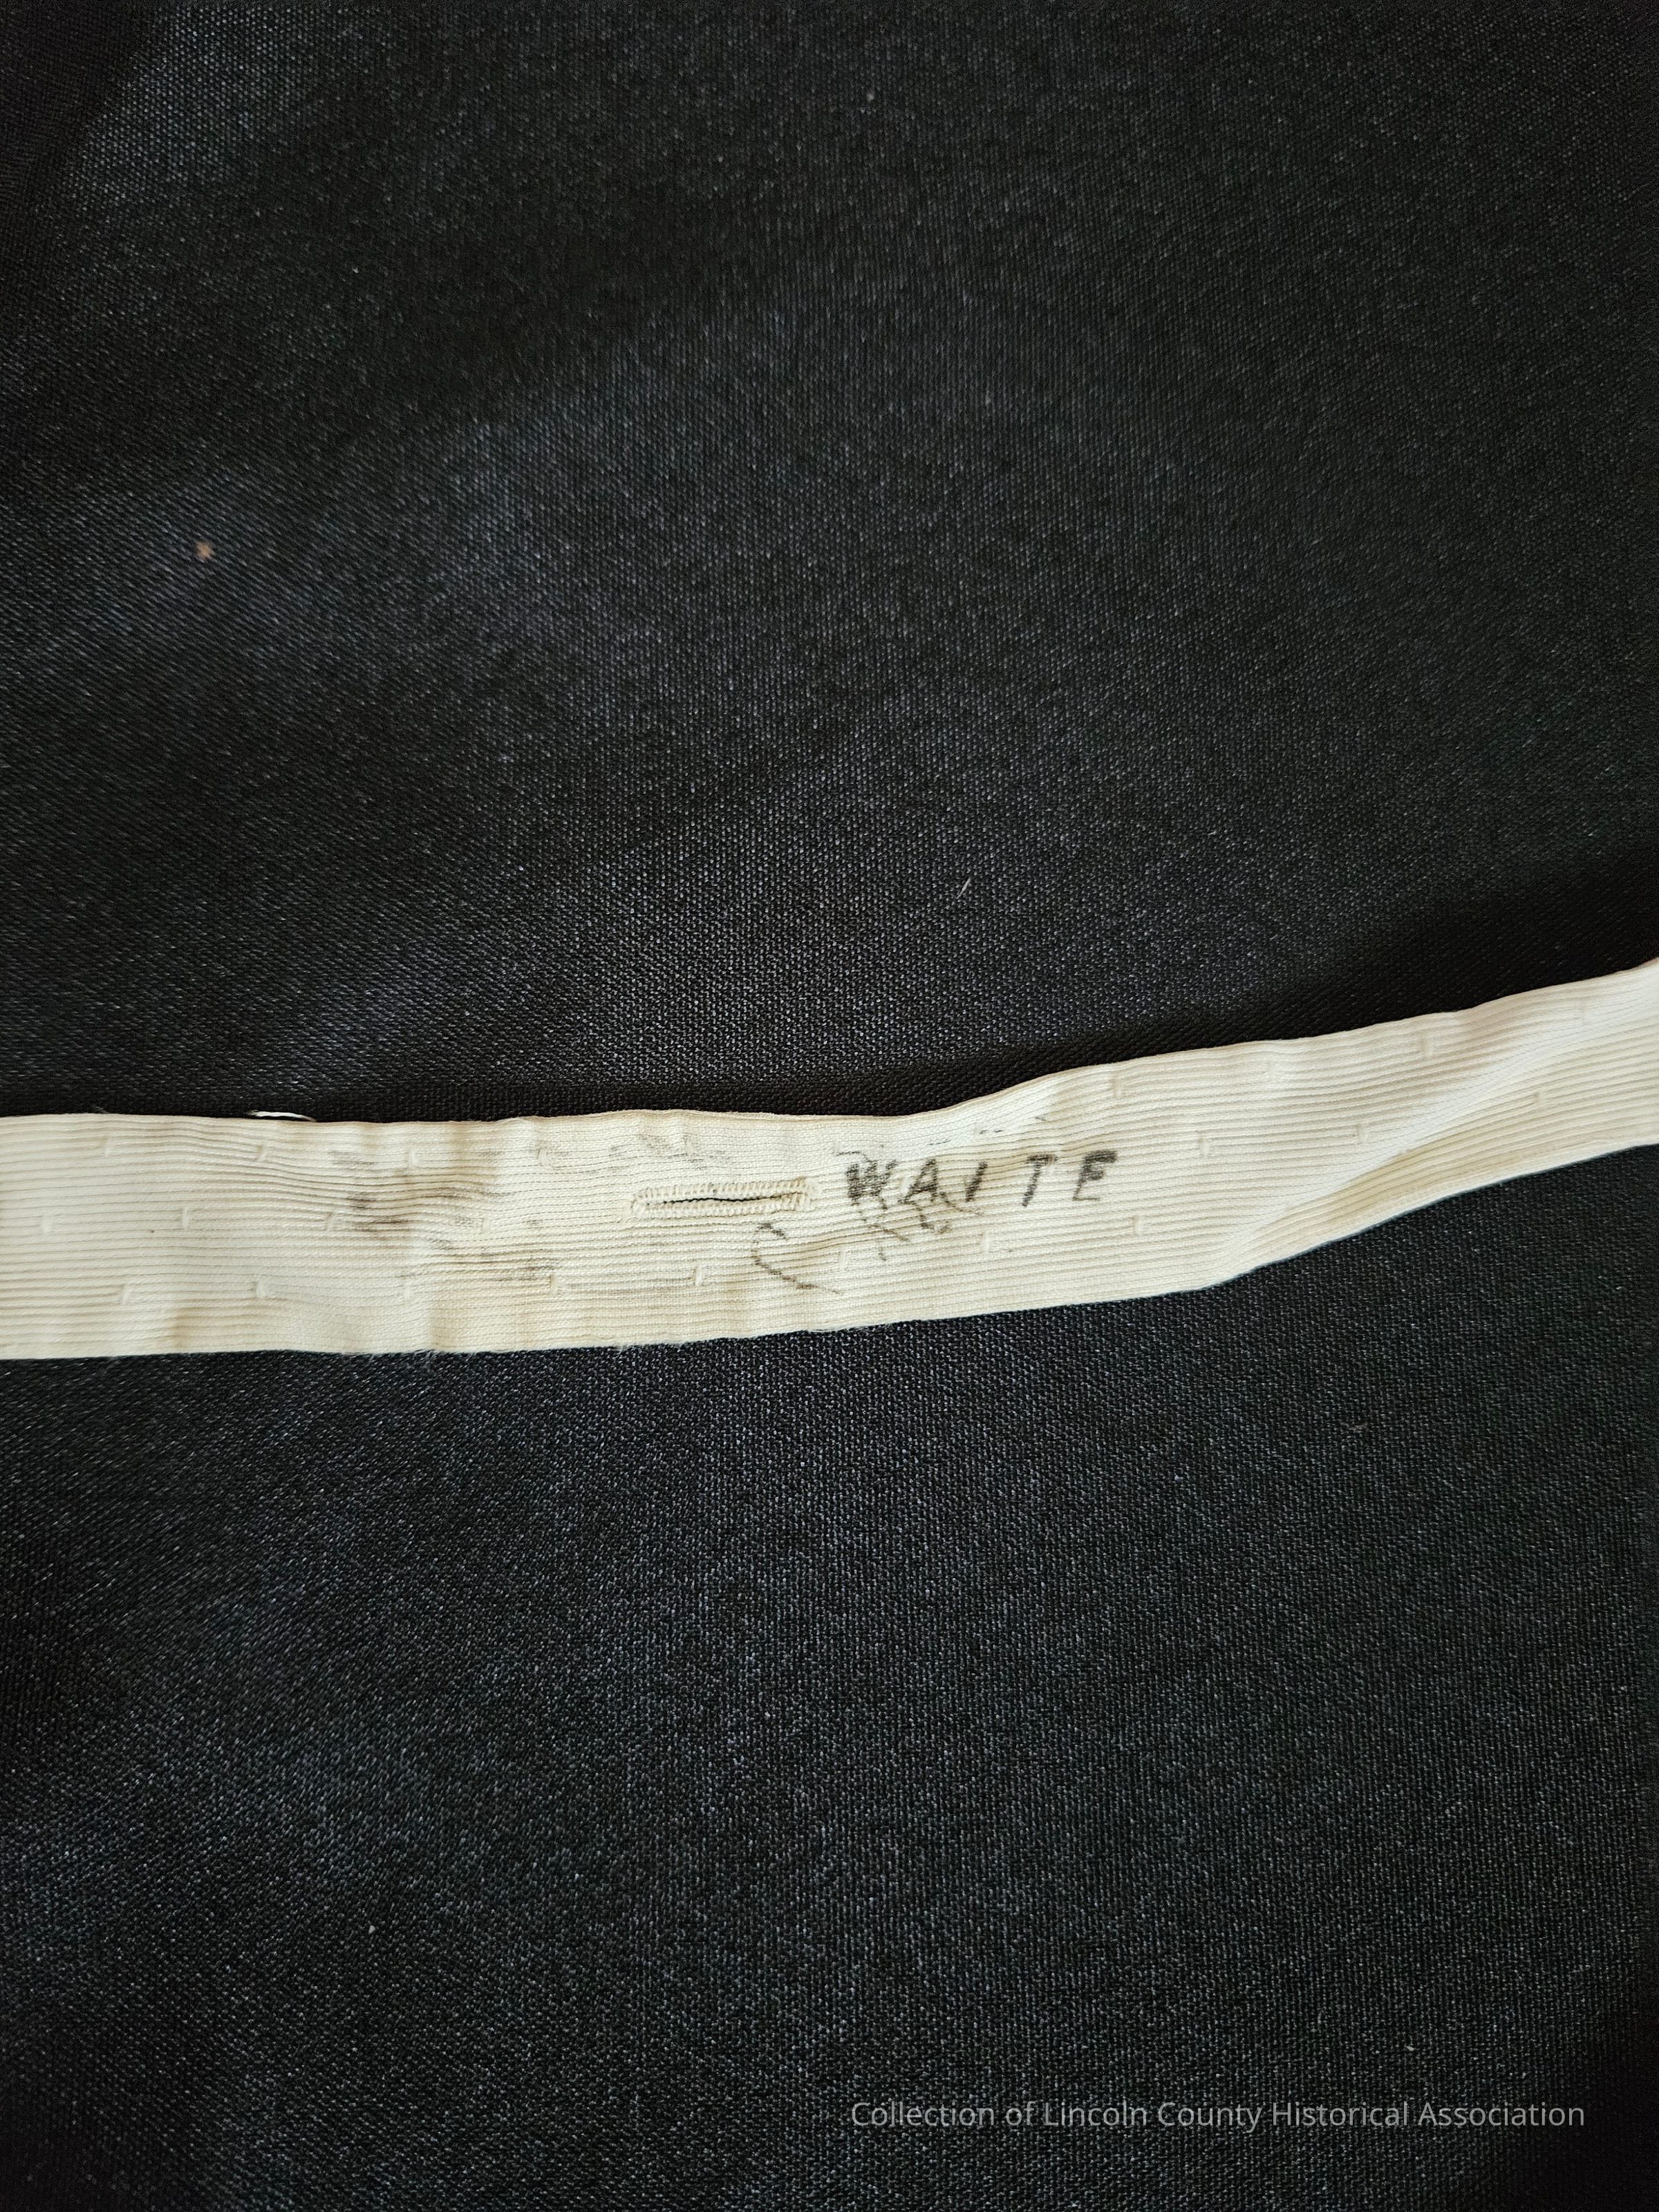 WAITE
Collection of Lincoln County Historical Association